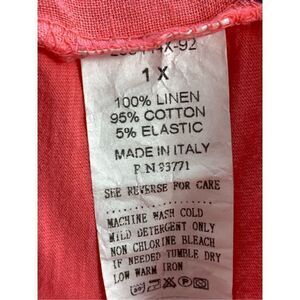 1 X
100% LINEN
95% COTTON
5% ELASTIC
MADE IN ITALY
R.N.93771
SEE REVERSE FOR CARE
MACHINE WASH COLD
MILD DETERGENT ONLY
NON CHLORINE BLEACH
IF NEEDED TUMBLE DRY
LOW WARM IRON